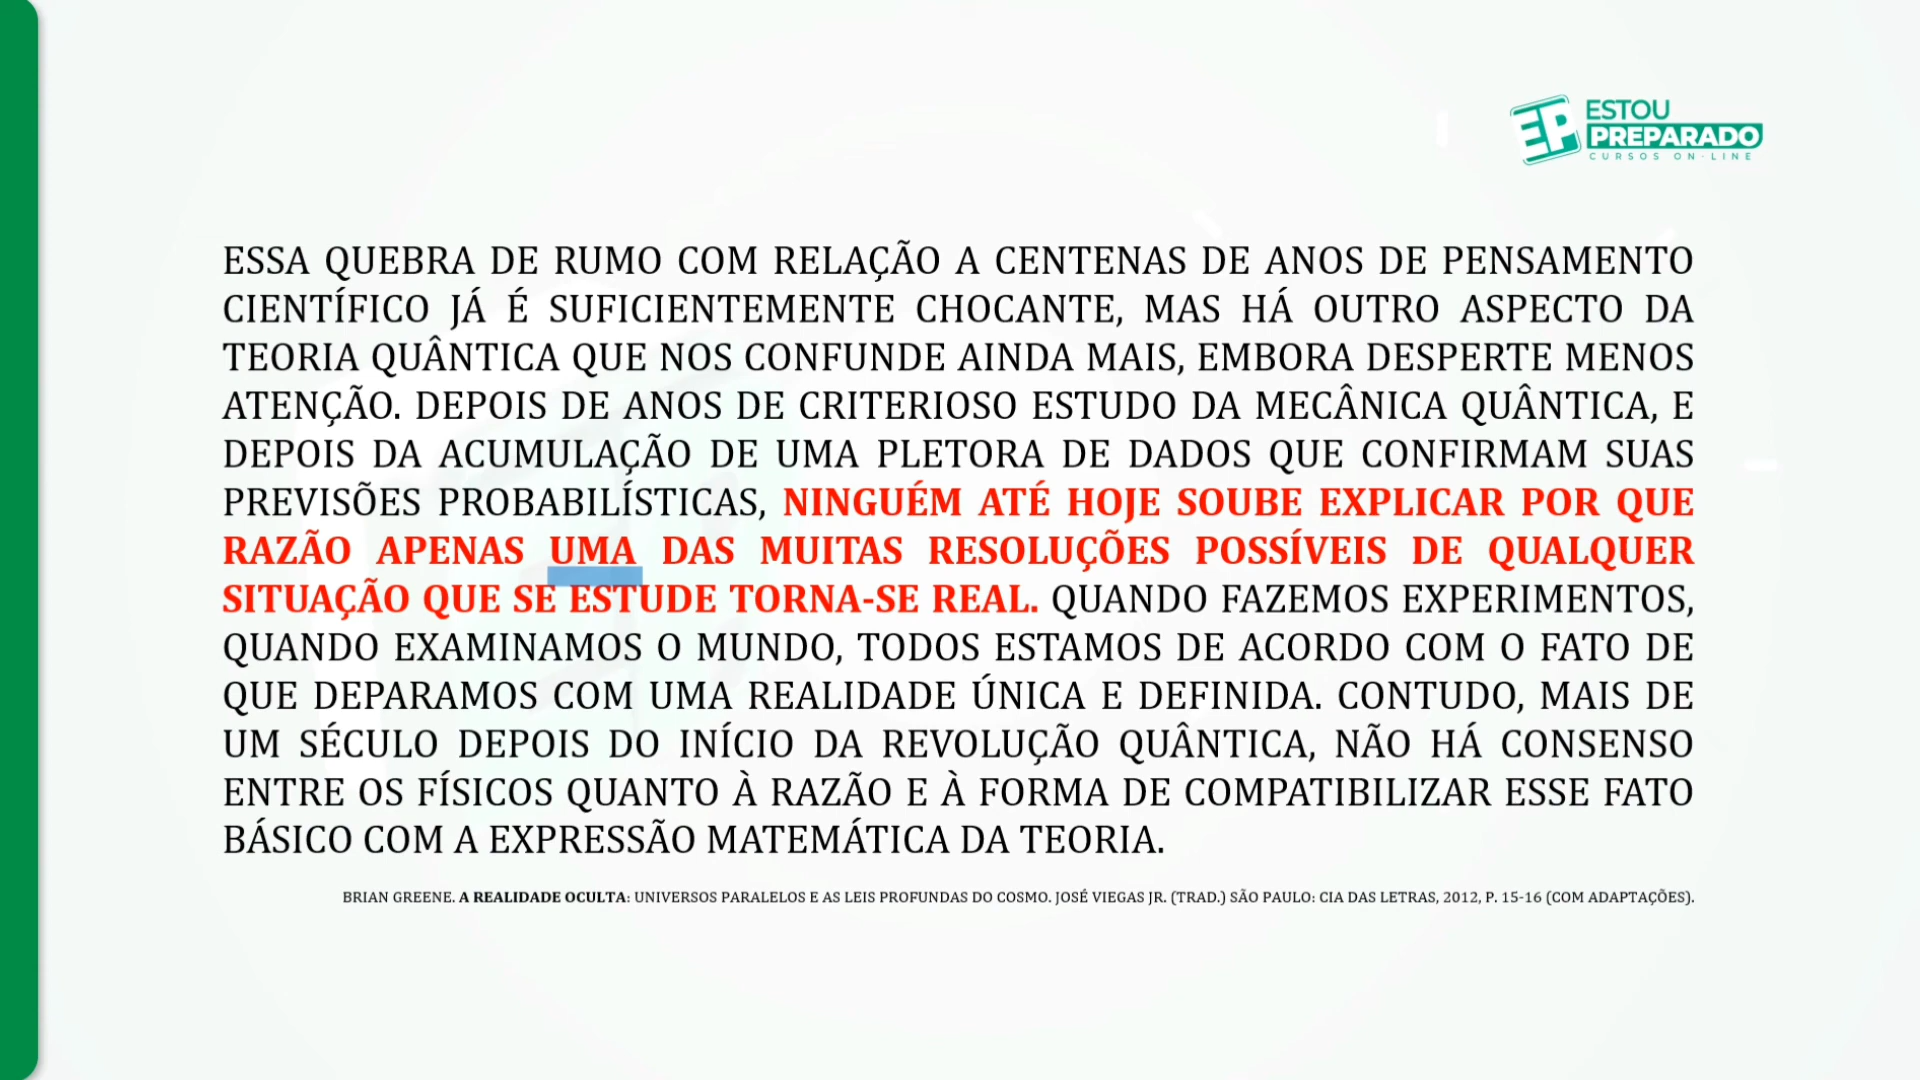 EP ESTOU
PREPARADO
CURSOS ON-LINE
ESSA QUEBRA DE RUMO COM RELAÇÃO A CENTENAS DE ANOS DE PENSAMENTO
CIENTÍFICO JÁ É SUFICIENTEMENTE CHOCANTE, MAS HÁ OUTRO ASPECTO DA
TEORIA QUÂNTICA QUE NOS CONFUNDE AINDA MAIS, EMBORA DESPERTE MENOS
ATENÇÃO. DEPOIS DE ANOS DE CRITERIOSO ESTUDO DA MECÂNICA QUÂNTICA, E
DEPOIS DA ACUMULAÇÃO DE UMA PLETORA DE DADOS QUE CONFIRMAM SUAS
PREVISÕES PROBABILÍSTICAS, NINGUÉM ATÉ HOJE SOUBE EXPLICAR POR QUE
RAZÃO APENAS UMA DAS MUITAS RESOLUÇÕES POSSÍVEIS DE QUALQUER
SITUAÇÃO QUE SE ESTUDE TORNA-SE REAL. QUANDO FAZEMOS EXPERIMENTOS,
QUANDO EXAMINAMOS O MUNDO, TODOS ESTAMOS DE ACORDO COM O FATO DE
QUE DEPARAMOS COM UMA REALIDADE ÚNICA E DEFINIDA. CONTUDO, MAIS DE
UM SÉCULO DEPOIS DO INÍCIO DA REVOLUÇÃO QUÂNTICA, NÃO HÁ CONSENSO
ENTRE OS FÍSICOS QUANTO À RAZÃO E À FORMA DE COMPATIBILIZAR ESSE FATO
BÁSICO COM A EXPRESSÃO MATEMÁTICA DA TEORIA.
BRIAN GREENE. A REALIDADE OCULTA: UNIVERSOS PARALELOS E AS LEIS PROFUNDAS DO COSMO. JOSÉ VIEGAS JR. (TRAD.) SÃO PAULO: CIA DAS LETRAS, 2012, P. 15-16 (COM ADAPTAÇÕES).